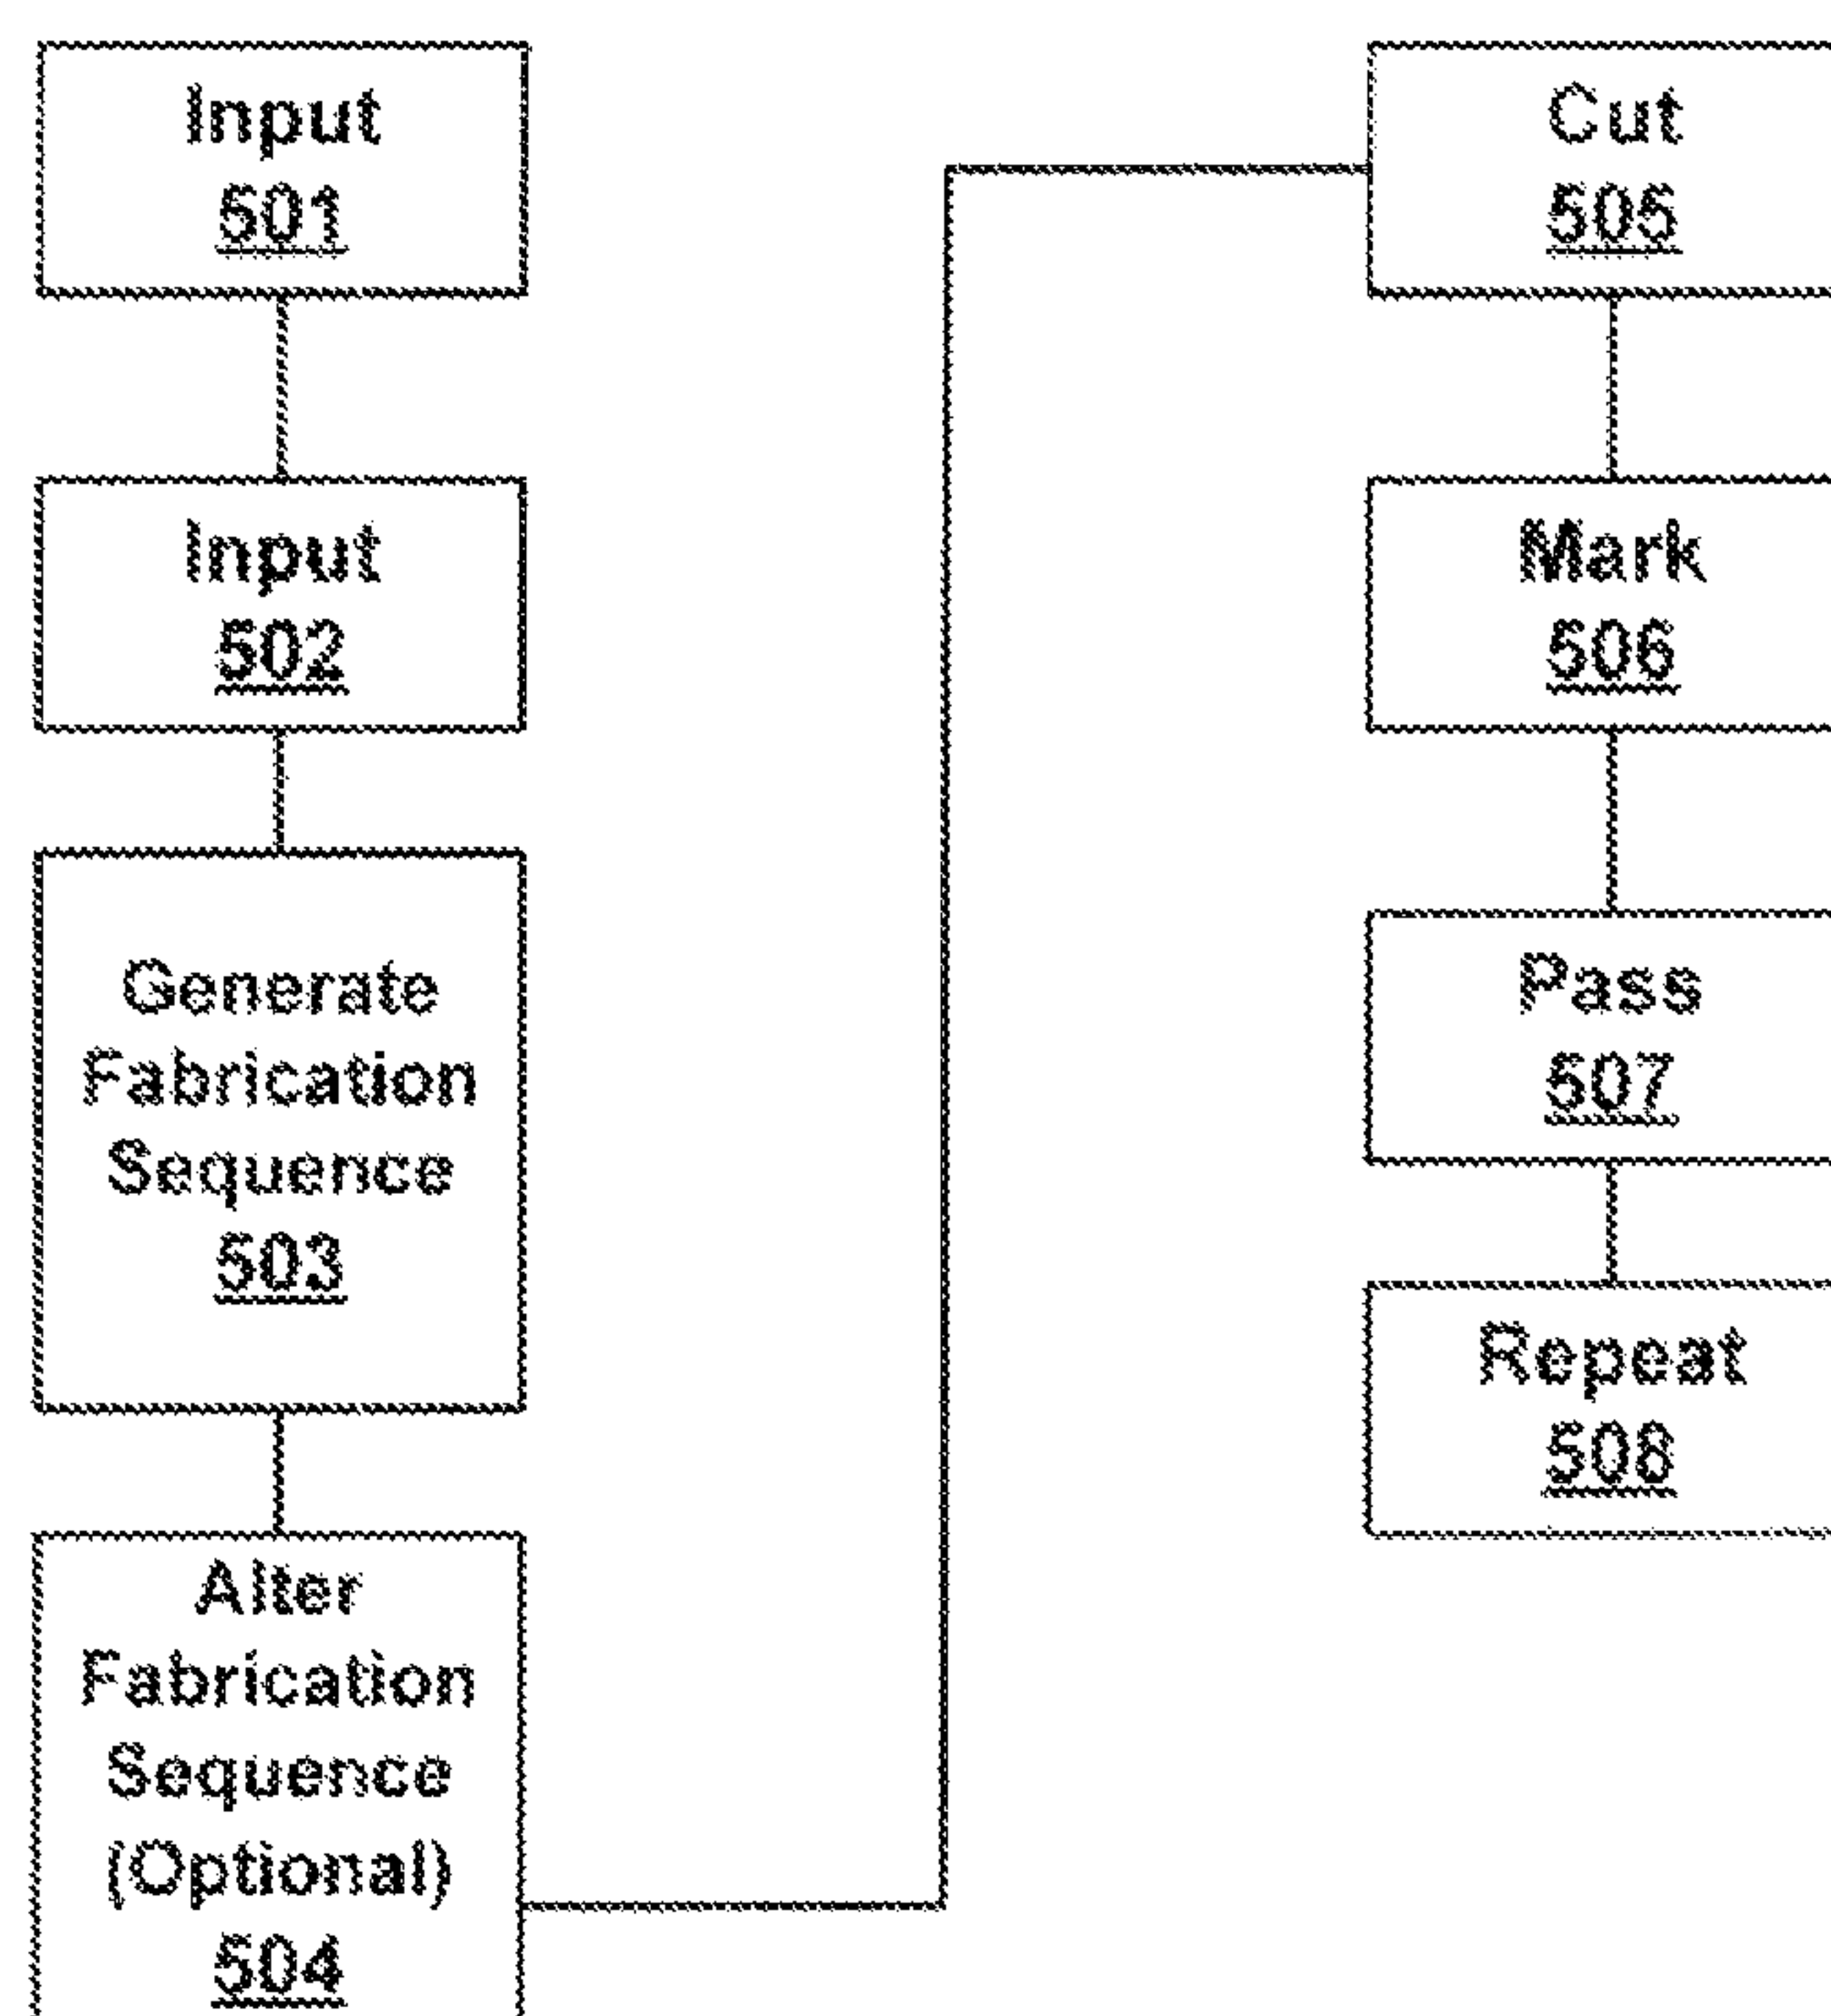 Input
501
Input
502
Generate
Fabrication
Sequence
503
Alter
Fabrication
Sequence
(Optional)
504
Cut
505
Mark
506
Pass
507
Repeat
508